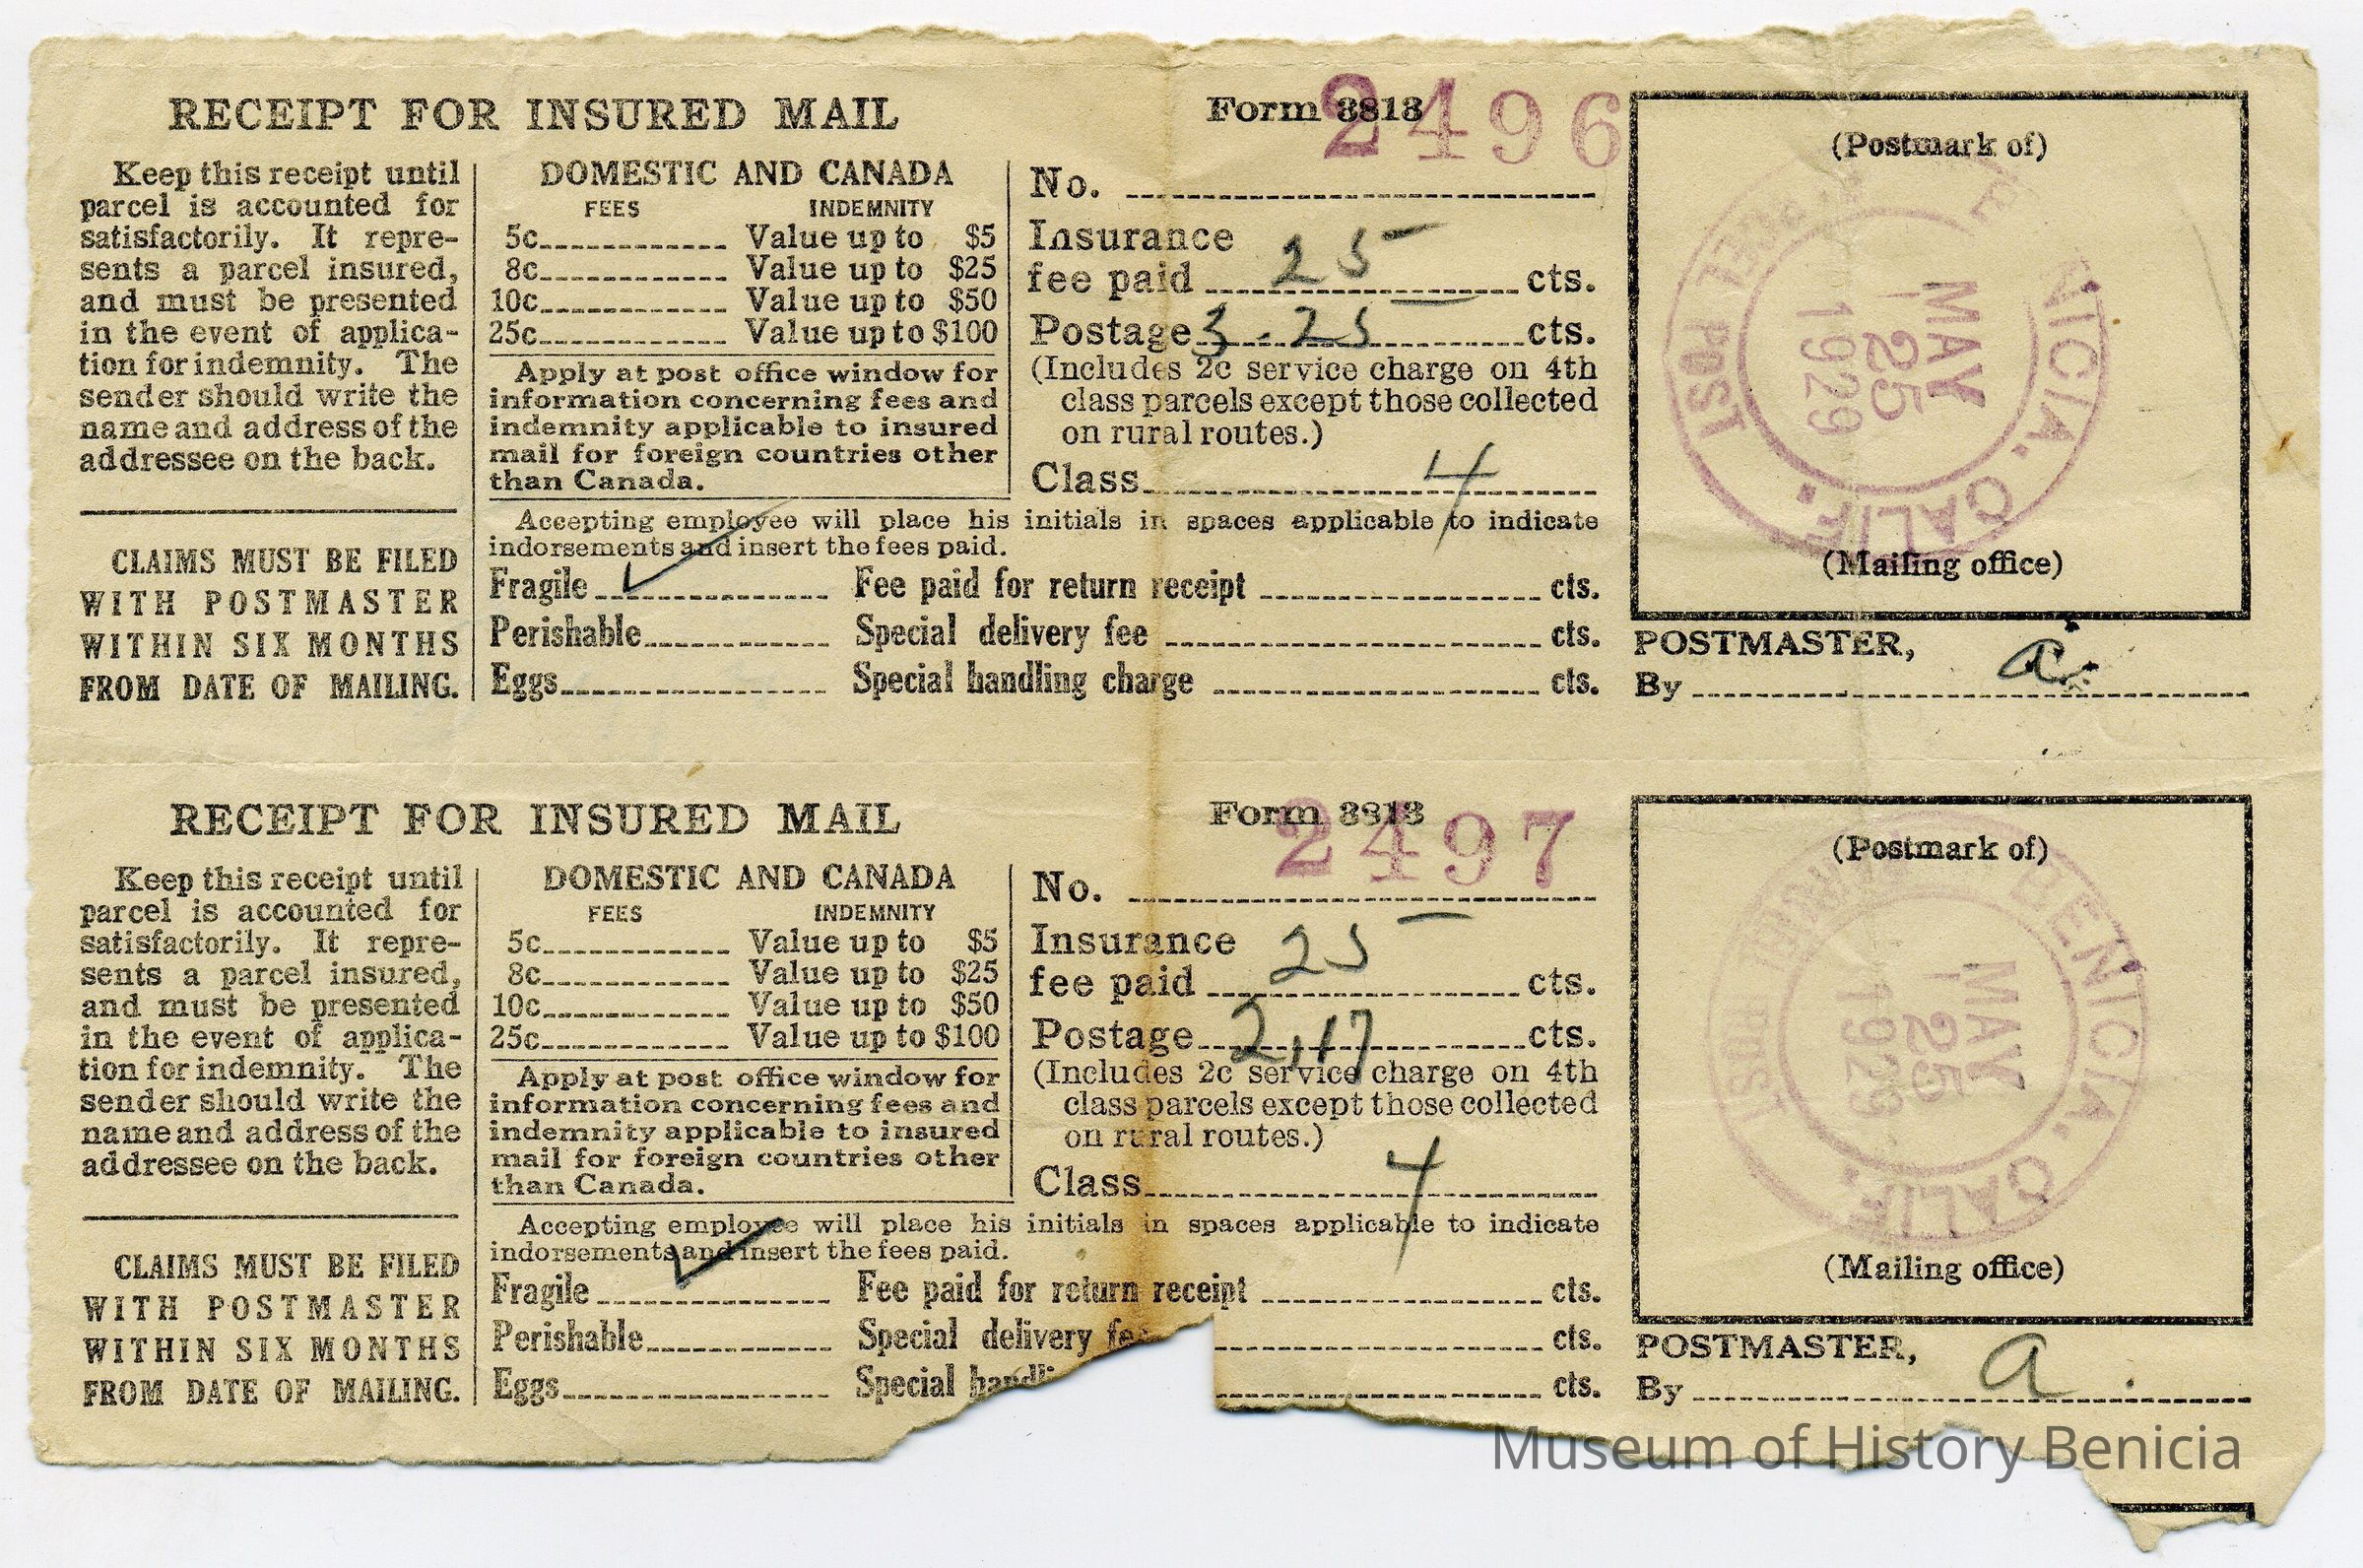 RECEIPT FOR INSURED MAIL
Keep this receipt until
parcel is accounted for
satisfactorily. It repre-
sents a parcel insured,
and must be presented
in the event of applica-
tion for indemnity. The
sender should write the
name and address of the
addressee on the back.
CLAIMS MUST BE FILED
WITH POSTMASTER
WITHIN SIX MONTHS
FROM DATE OF MAILING.
DOMESTIC AND CANADA
FEES INDEMNITY
5c Value up to $5
8c Value up to $25
10c Value up to $50
25c Value up to $100
Apply at post office window for
information concerning fees and
indemnity applicable to insured
mail for foreign countries other
than Canada.
Form 3813
2496
No.
Insurance
fee paid 25 cts.
Postage 3.25 cts.
(Includes 2c service charge on 4th
class parcels except those collected
on rural routes.)
Class 4
Accepting employee will place his initials in spaces applicable to indicate
indorsements and insert the fees paid.
Fragile ✓ Fee paid for return receipt cts.
Perishable Special delivery fee cts.
Eggs Special handling charge cts.
(Postmark of)
NICIA, CALIF.
MAY
25
1929
POST
(Mailing office)
POSTMASTER,
By a.
RECEIPT FOR INSURED MAIL
Keep this receipt until
parcel is accounted for
satisfactorily. It repre-
sents a parcel insured,
and must be presented
in the event of applica-
tion for indemnity. The
sender should write the
name and address of the
addressee on the back.
CLAIMS MUST BE FILED
WITH POSTMASTER
WITHIN SIX MONTHS
FROM DATE OF MAILING.
DOMESTIC AND CANADA
FEES INDEMNITY
5c Value up to $5
8c Value up to $25
10c Value up to $50
25c Value up to $100
Apply at post office window for
information concerning fees and
indemnity applicable to insured
mail for foreign countries other
than Canada.
Form 3813
2497
No.
Insurance
fee paid 25 cts.
Postage 2,17 cts.
(Includes 2c service charge on 4th
class parcels except those collected
on rural routes.)
Class 4
Accepting employee will place his initials in spaces applicable to indicate
indorsements and insert the fees paid.
Fragile ✓ Fee paid for return receipt cts.
Perishable Special delivery fe cts.
Eggs Special handli cts.
(Postmark of)
BENICIA, CALIF.
MAY
25
1929
(Mailing office)
POSTMASTER,
By a.
Museum of History Benicia